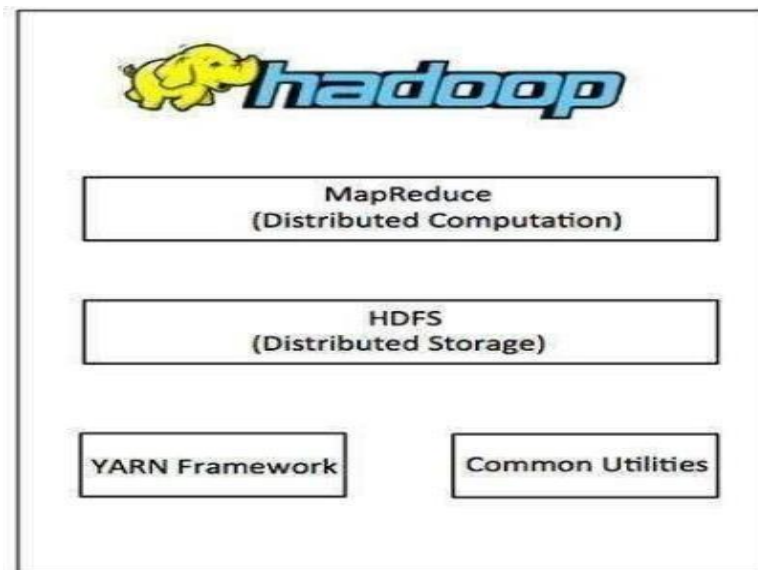 hadoop
MapReduce
(Distributed Computation)
HDFS
(Distributed Storage)
YARN Framework
Common Utilities